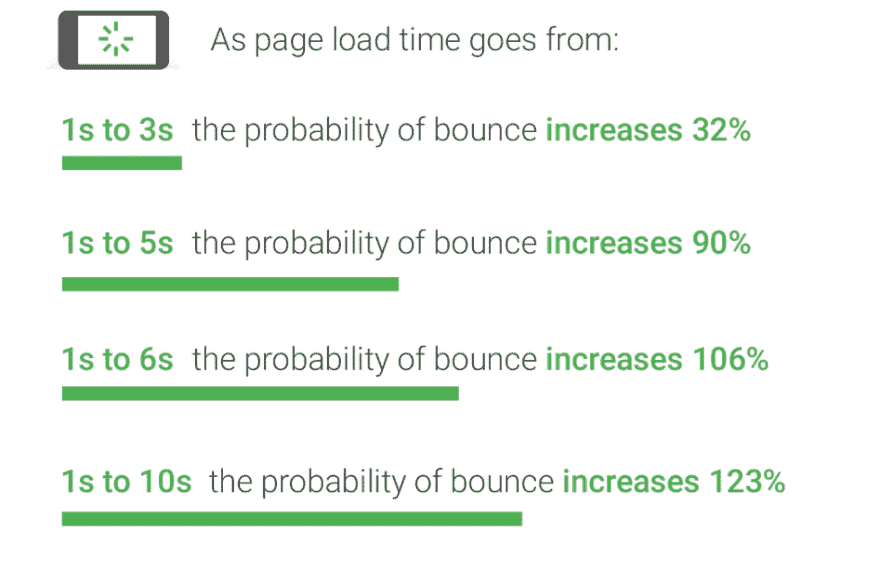 As page load time goes from:
1s to 3s the probability of bounce increases 32%
1s to 5s the probability of bounce increases 90%
1s to 6s the probability of bounce increases 106%
1s to 10s the probability of bounce increases 123%